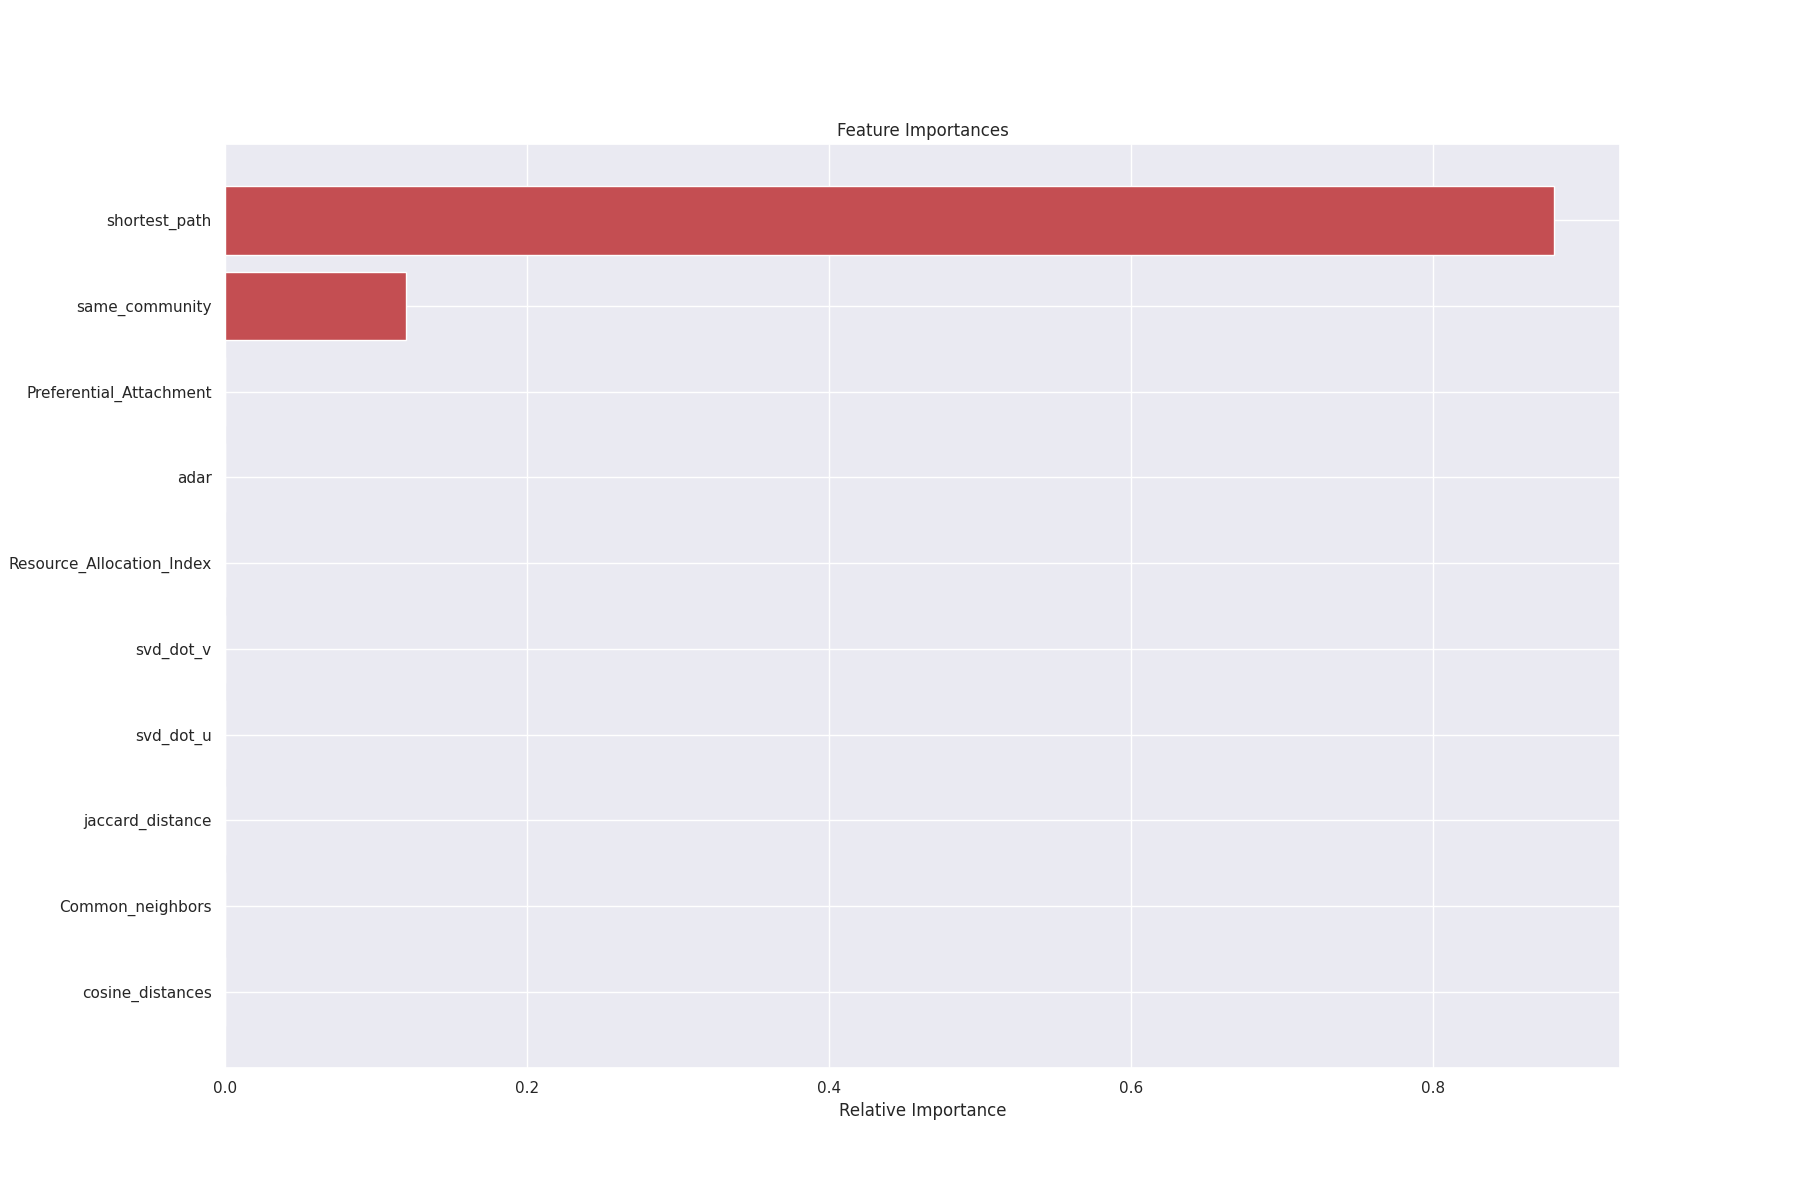 Feature Importances
shortest_path
same_community
Preferential_Attachment
adar
Resource_Allocation_Index
svd_dot_v
svd_dot_u
jaccard_distance
Common_neighbors
cosine_distances
0.0 0.2 0.4 0.6 0.8
Relative Importance